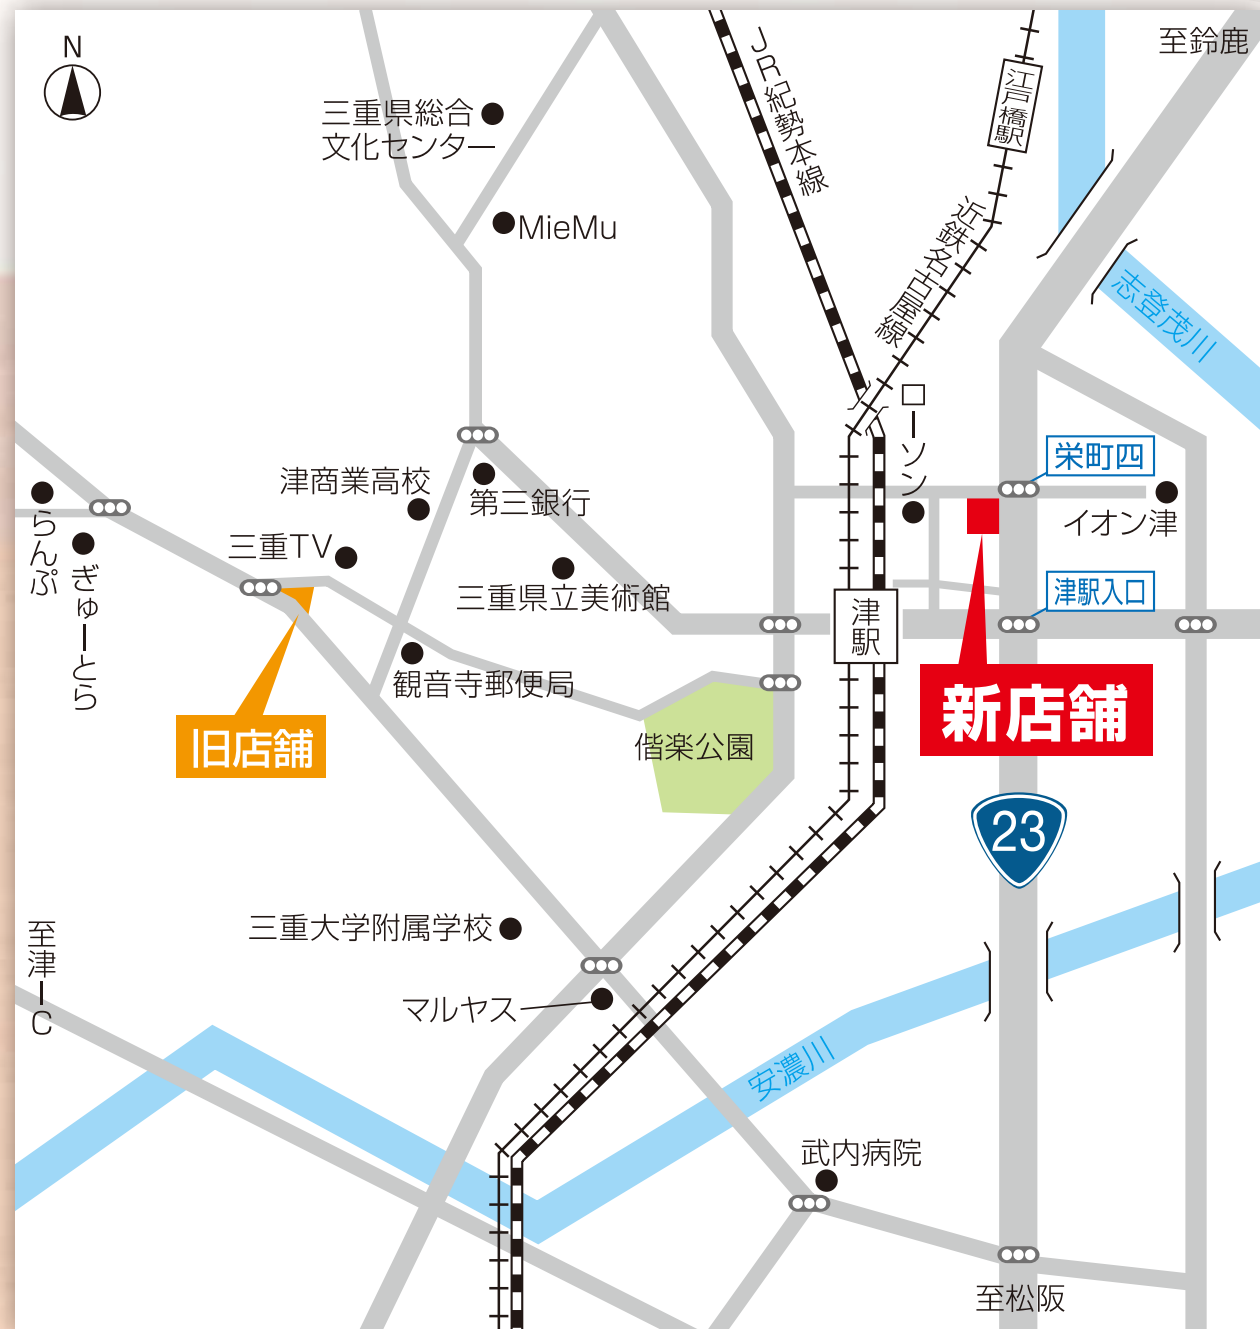 N
至鈴鹿
JR紀勢本線
江戸橋駅
三重県総合
文化センター
MieMu
近鉄名古屋線
志登茂川
ローソン
栄町四
津商業高校
第三銀行
イオン津
らんぷ
ぎゅーとら
三重TV
三重県立美術館
津駅入口
津駅
観音寺郵便局
新店舗
旧店舗
偕楽公園
23
三重大学附属学校
至津IC
マルヤス
安濃川
武内病院
至松阪